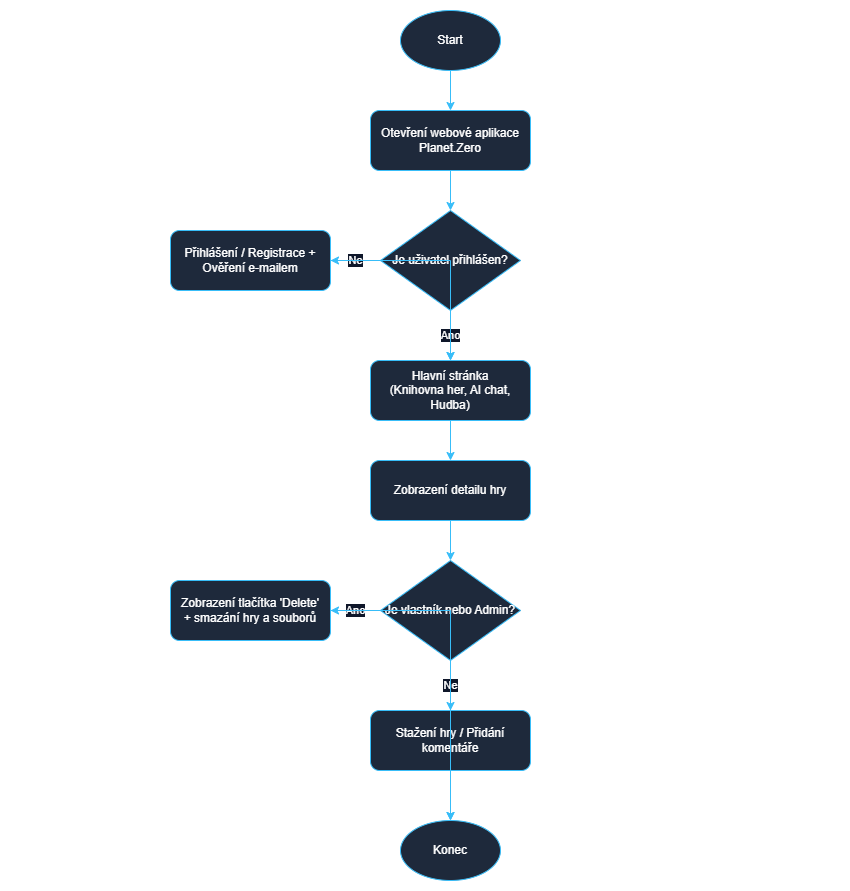 Start
Otevření webové aplikace
Planet.Zero
Je uživatel přihlášen?
Ne
Přihlášení / Registrace +
Ověření e-mailem
Ano
Hlavní stránka
(Knihovna her, AI chat,
Hudba)
Zobrazení detailu hry
Je vlastník nebo Admin?
Ano
Zobrazení tlačítka 'Delete'
+ smazání hry a souborů
Ne
Stažení hry / Přidání
komentáře
Konec